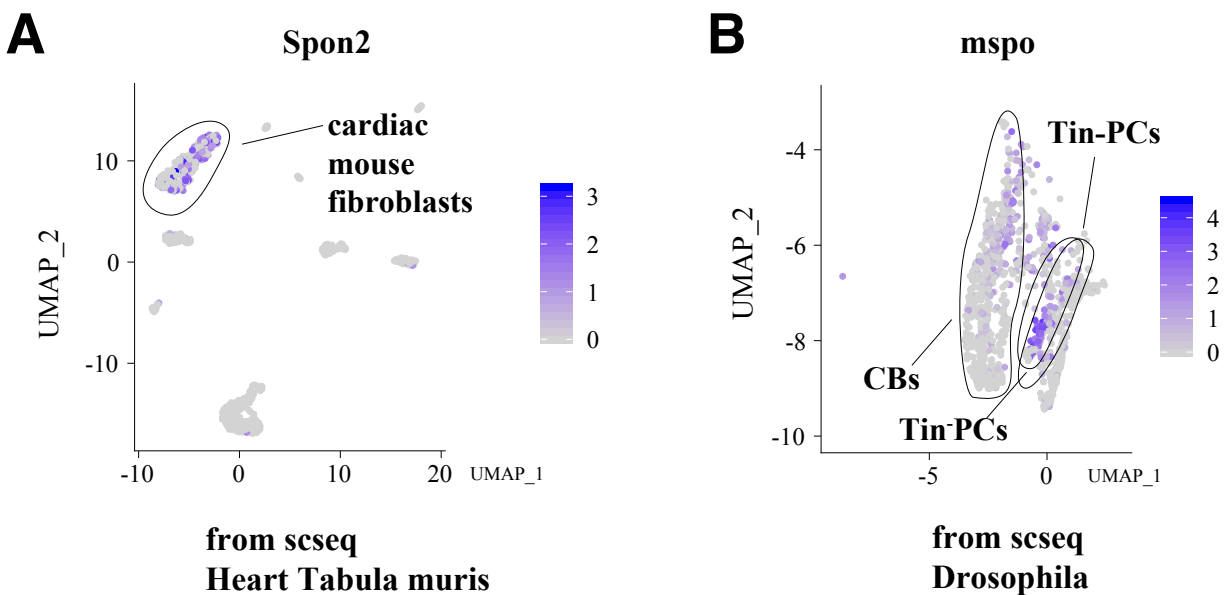 A
Spon2
cardiac
mouse
fibroblasts
10
0
-10
UMAP_2
-10
0
10
20
UMAP_1
3
2
1
0
from scseq
Heart Tabula muris
B
mspo
Tin-PCs
-4
-6
-8
-10
UMAP_2
CBs
Tin-PCs
-5
0
UMAP_1
4
3
2
1
0
from scseq
Drosophila